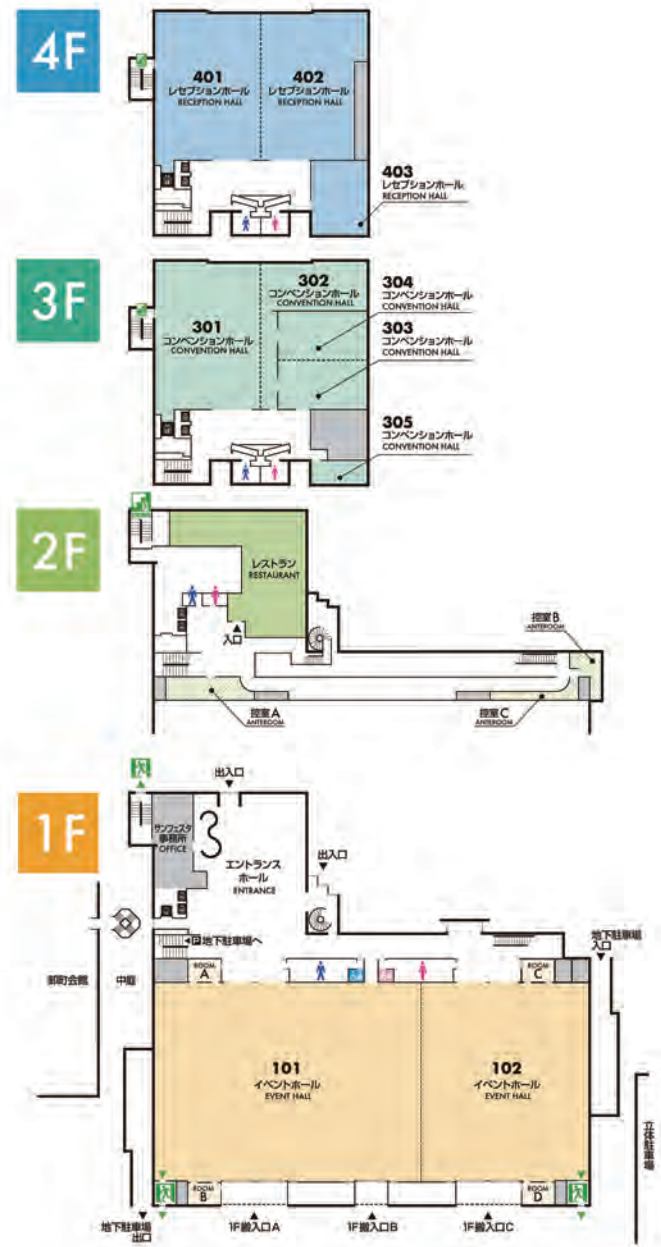 4F
401
レセプションホール
RECEPTION HALL
402
レセプションホール
RECEPTION HALL
403
レセプションホール
RECEPTION HALL
3F
301
コンベンションホール
CONVENTION HALL
302
コンベンションホール
CONVENTION HALL
304
コンベンションホール
CONVENTION HALL
303
コンベンションホール
CONVENTION HALL
305
コンベンションホール
CONVENTION HALL
2F
レストラン
RESTAURANT
入口
控室A
ANTEROOM
控室B
ANTEROOM
控室C
ANTEROOM
1F
出入口
サンフェスタ
事務所
OFFICE
エントランス
ホール
ENTRANCE
出入口
P地下駐車場へ
地下駐車場
入口
卸町会館
中庭
ROOM
A
ROOM
C
101
イベントホール
EVENT HALL
102
イベントホール
EVENT HALL
立体駐車場
ROOM
B
ROOM
D
地下駐車場
出口
1F搬入口A
1F搬入口B
1F搬入口C